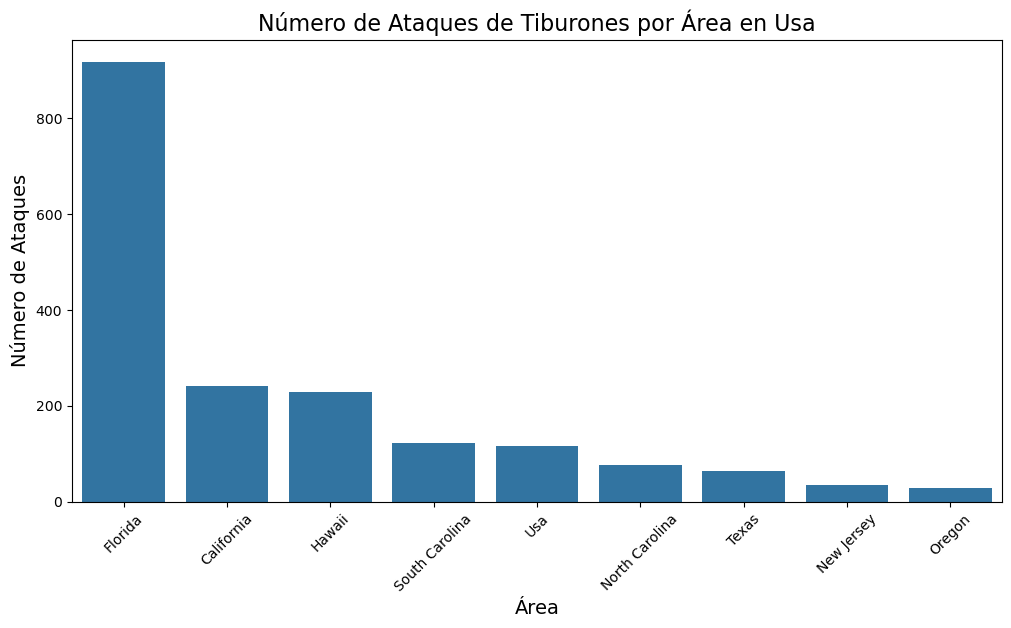 Número de Ataques de Tiburones por Área en Usa
Número de Ataques
800
600
400
200
0
Florida
California
Hawaii
South Carolina
Usa
North Carolina
Texas
New Jersey
Oregon
Área